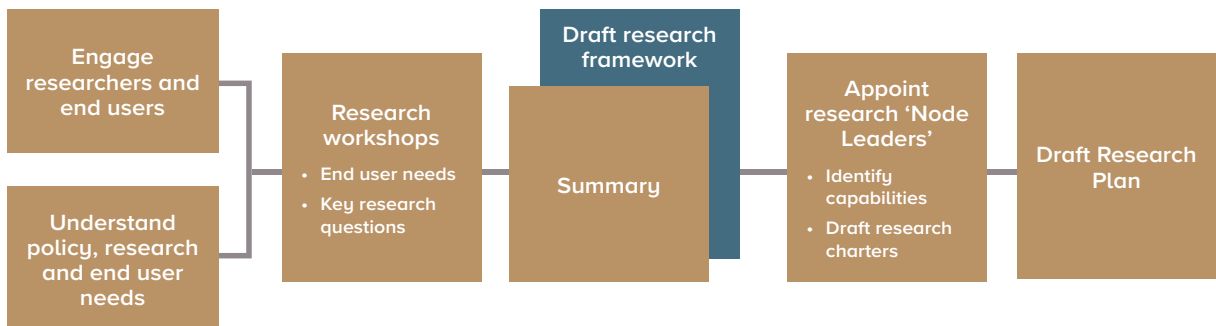 Engage
researchers and
end users
Understand
policy, research
and end user
needs
Research
workshops
• End user needs
• Key research
questions
Draft research
framework
Summary
Appoint
research ‘Node
Leaders’
• Identify
capabilities
• Draft research
charters
Draft Research
Plan